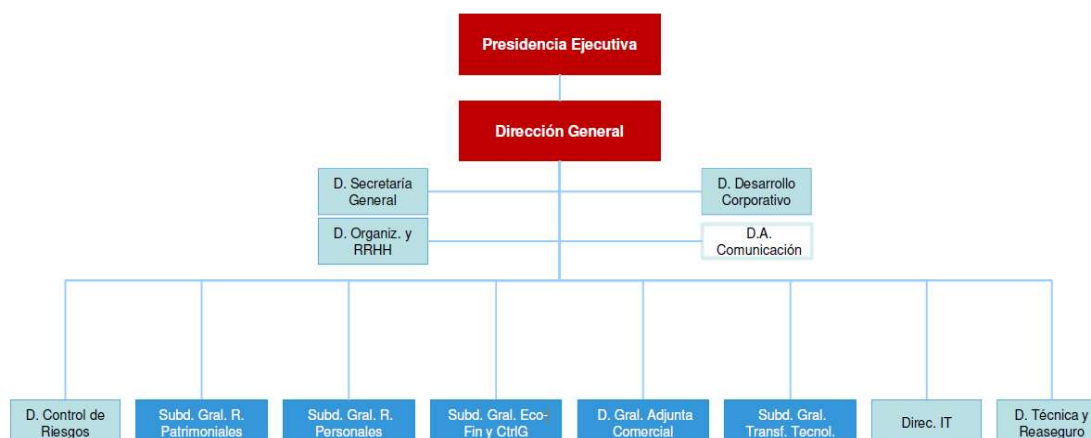 Presidencia Ejecutiva
Dirección General
D. Secretaría
General
D. Desarrollo
Corporativo
D. Organiz. y
RRHH
D.A.
Comunicación
D. Control de
Riesgos
Subd. Gral. R.
Patrimoniales
Subd. Gral. R.
Personales
Subd. Gral. Eco-
Fin y CtrlG
D. Gral. Adjunta
Comercial
Subd. Gral.
Transf. Tecnol.
Direc. IT
D. Técnica y
Reaseguro